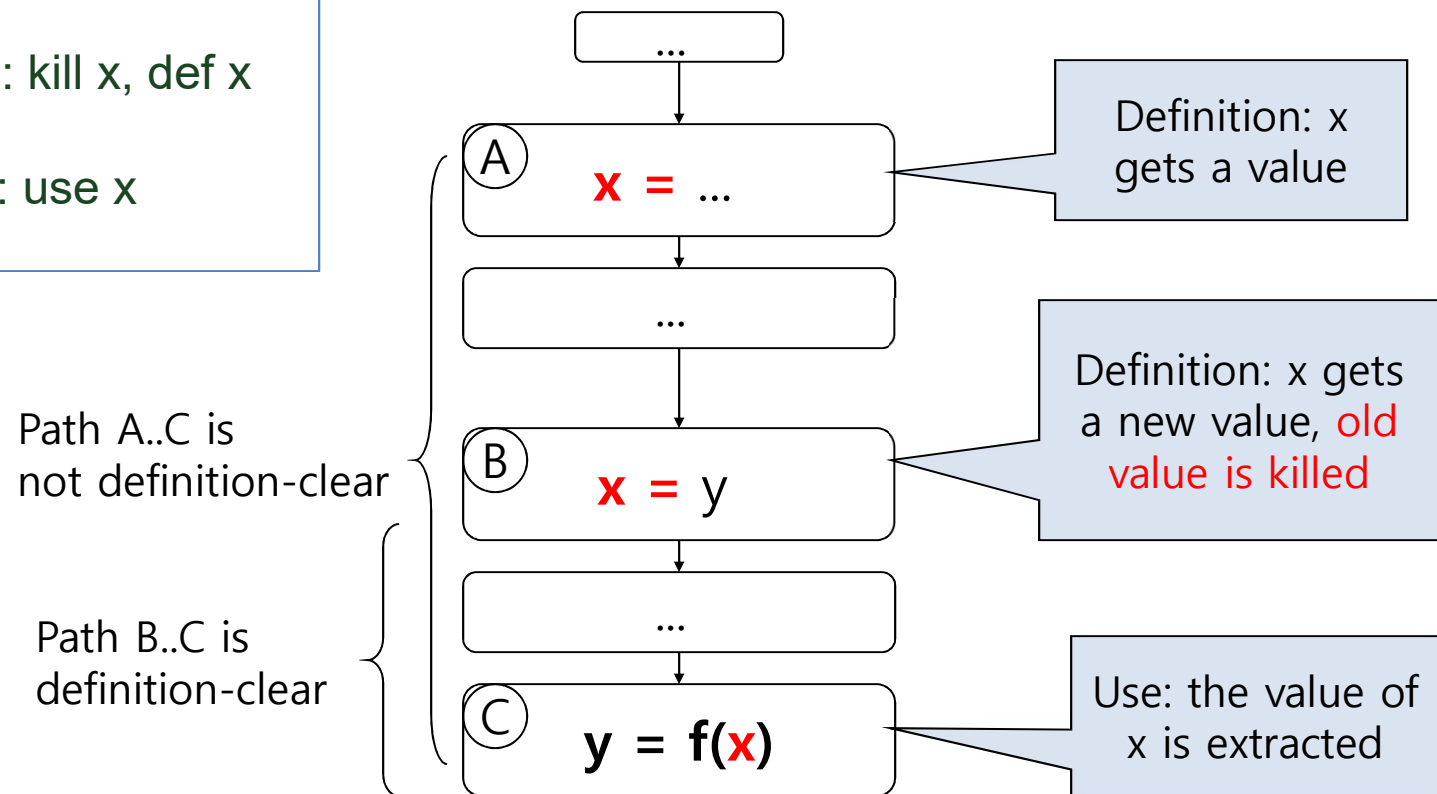 : kill x, def x
: use x
...
A
x = ...
Definition: x
gets a value
...
Path A..C is
not definition-clear
B
x = y
Definition: x gets
a new value, old
value is killed
...
Path B..C is
definition-clear
C
y = f(x)
Use: the value of
x is extracted